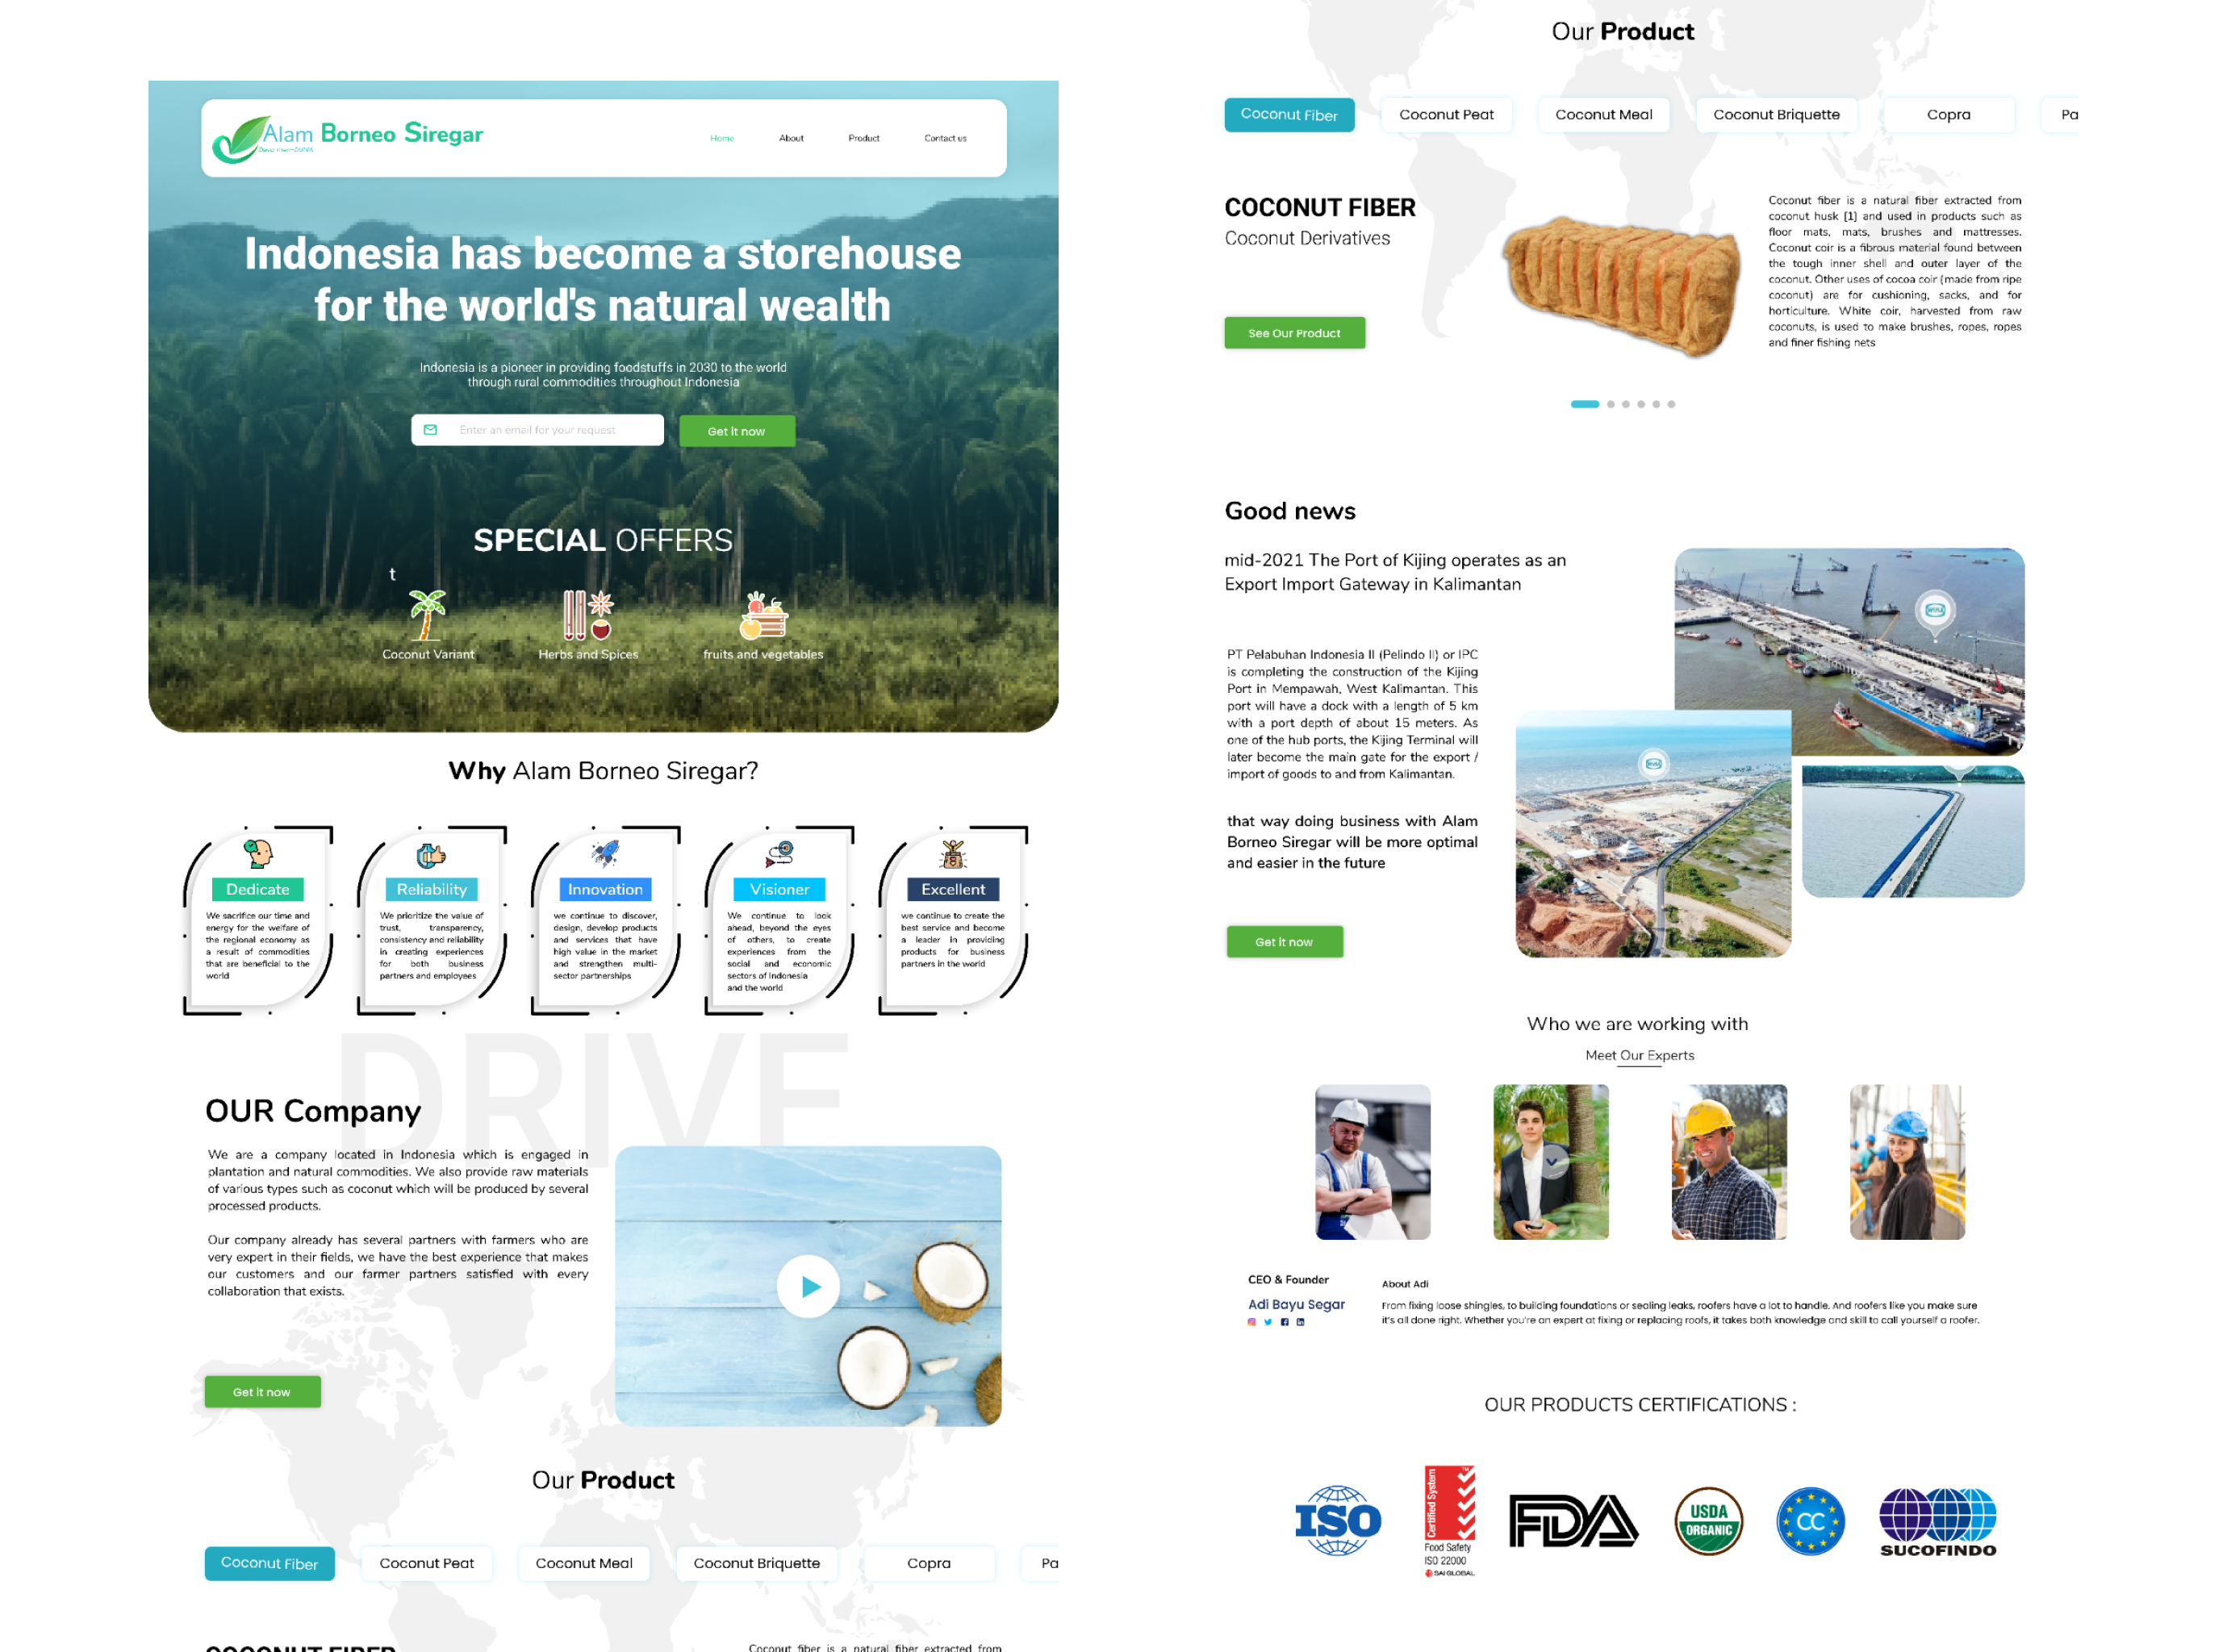 Alam Borneo Siregar
Home
About
Product
Contact us
Indonesia has become a storehouse
for the world's natural wealth
Indonesia is a pioneer in providing foodstuffs in 2030 to the world
through rural commodities throughout Indonesia
Enter an email for your request
Get it now
SPECIAL OFFERS
t
Coconut Variant
Herbs and Spices
fruits and vegetables
Why Alam Borneo Siregar?
Dedicate
We sacrifice our time and
energy for the welfare of
the regional economy as
a result of commodities
that are beneficial to the
world
Reliability
We prioritize the value of
trust, transparency,
consistency and reliability
in creating experiences
for both business
partners and employees
Innovation
we continue to discover,
design, develop products
and services that have
high value in the market
and strengthen multi-
sector partnerships
Visioner
We continue to look
ahead, beyond the eyes
of others, to create
experiences from the
social and economic
sectors of Indonesia
and the world
Excellent
we continue to create the
best service and become
a leader in providing
products for business
partners in the world
DRIVE
OUR Company
We are a company located in Indonesia which is engaged in
plantation and natural commodities. We also provide raw materials
of various types such as coconut which will be produced by several
processed products.
Our company already has several partners with farmers who are
very expert in their fields, we have the best experience that makes
our customers and our farmer partners satisfied with every
collaboration that exists.
Get it now
Our Product
Coconut Fiber
Coconut Peat
Coconut Meal
Coconut Briquette
Copra
Pa
COCONUT FIBER
Coconut fiber is a natural fiber extracted from
Our Product
Coconut Fiber
Coconut Peat
Coconut Meal
Coconut Briquette
Copra
Pa
COCONUT FIBER
Coconut Derivatives
See Our Product
Coconut fiber is a natural fiber extracted from
coconut husk [1] and used in products such as
floor mats, mats, brushes and mattresses.
Coconut coir is a fibrous material found between
the tough inner shell and outer layer of the
coconut. Other uses of cocoa coir (made from ripe
coconut) are for cushioning, sacks, and for
horticulture. White coir, harvested from raw
coconuts, is used to make brushes, ropes, ropes
and finer fishing nets
Good news
mid-2021 The Port of Kijing operates as an
Export Import Gateway in Kalimantan
PT Pelabuhan Indonesia II (Pelindo II) or IPC
is completing the construction of the Kijing
Port in Mempawah, West Kalimantan. This
port will have a dock with a length of 5 km
with a port depth of about 15 meters. As
one of the hub ports, the Kijing Terminal will
later become the main gate for the export /
import of goods to and from Kalimantan.
that way doing business with Alam
Borneo Siregar will be more optimal
and easier in the future
Get it now
Who we are working with
Meet Our Experts
CEO & Founder
Adi Bayu Segar
About Adi
From fixing loose shingles, to building foundations or sealing leaks, roofers have a lot to handle. And roofers like you make sure
it's all done right. Whether you're an expert at fixing or replacing roofs, it takes both knowledge and skill to call yourself a roofer.
OUR PRODUCTS CERTIFICATIONS :
ISO
Certified System
Food Safety
ISO 22000
SAI GLOBAL
FDA
USDA
ORGANIC
CC
SUCOFINDO